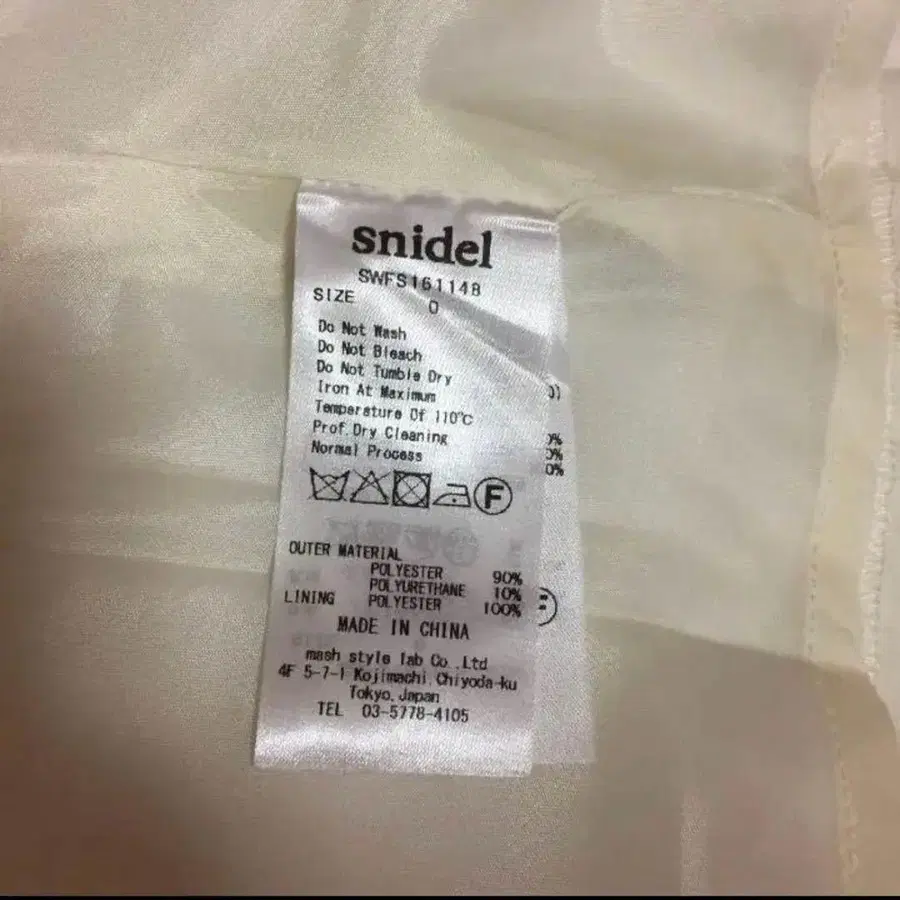 snidel
SWFS161148
SIZE 0
Do Not Wash
Do Not Bleach
Do Not Tumble Dry
Iron At Maximum
Temperature Of 110℃
Prof.Dry Cleaning
Normal Process
F
OUTER MATERIAL
POLYESTER 90%
POLYURETHANE 10%
LINING POLYESTER 100%
MADE IN CHINA
mash style lab Co.,Ltd
4F 5-7-1 Kojimachi,Chiyoda-ku
Tokyo,Japan
TEL 03-5778-4105